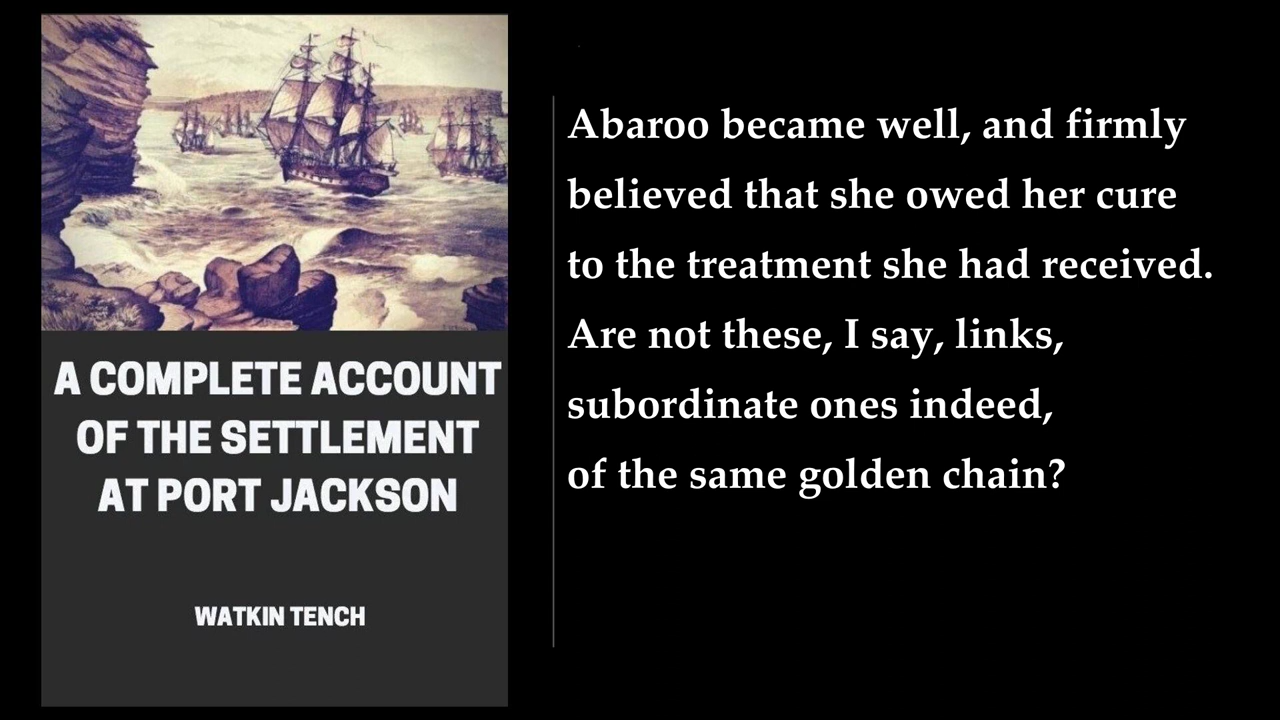 A COMPLETE ACCOUNT
OF THE SETTLEMENT
AT PORT JACKSON
WATKIN TENCH
Abaroo became well, and firmly
believed that she owed her cure
to the treatment she had received.
Are not these, I say, links,
subordinate ones indeed,
of the same golden chain?